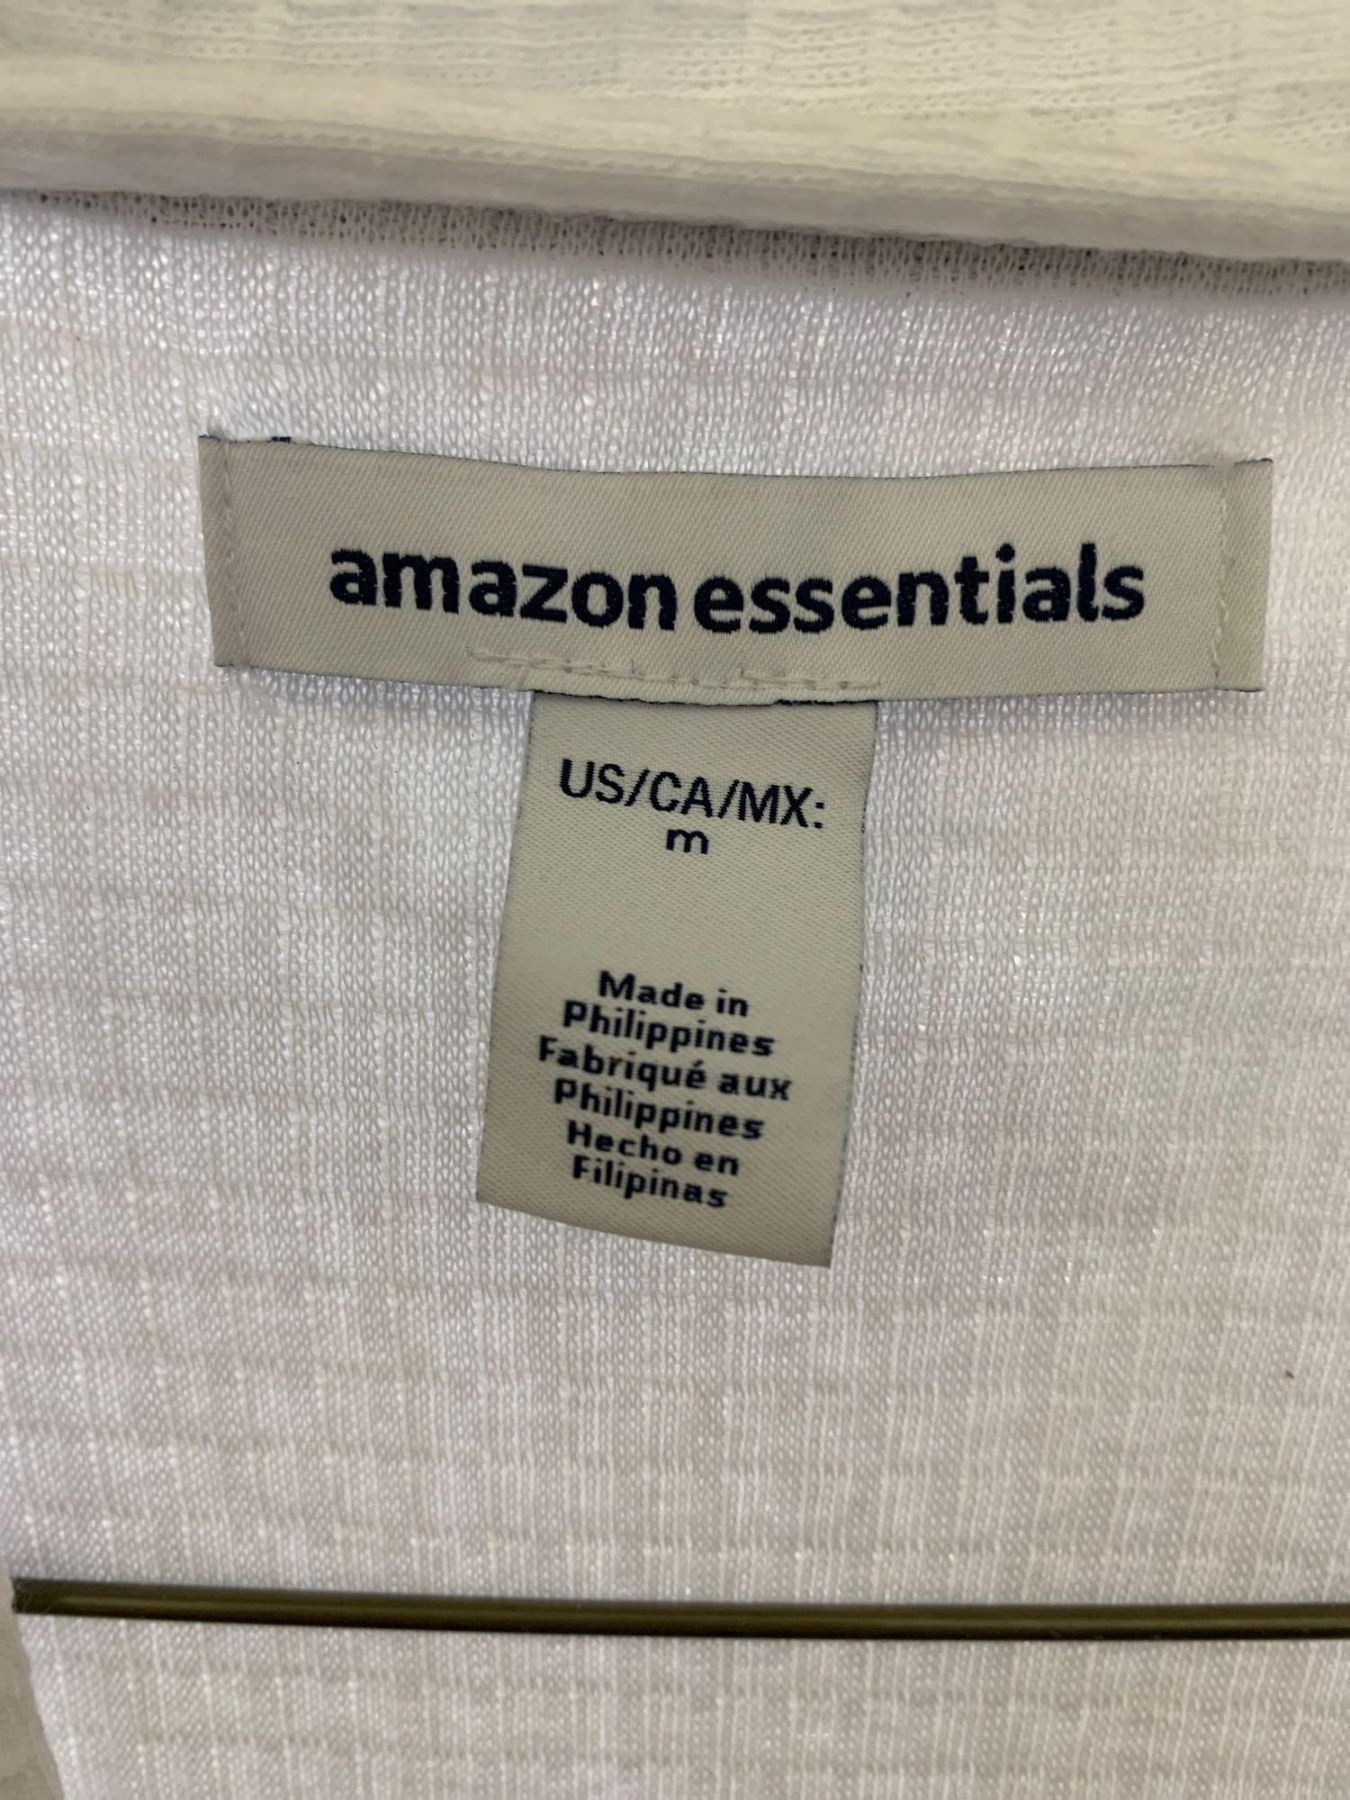 amazon essentials
US/CA/MX:
m
Made in
Philippines
Fabriqué aux
Philippines
Hecho en
Filipinas